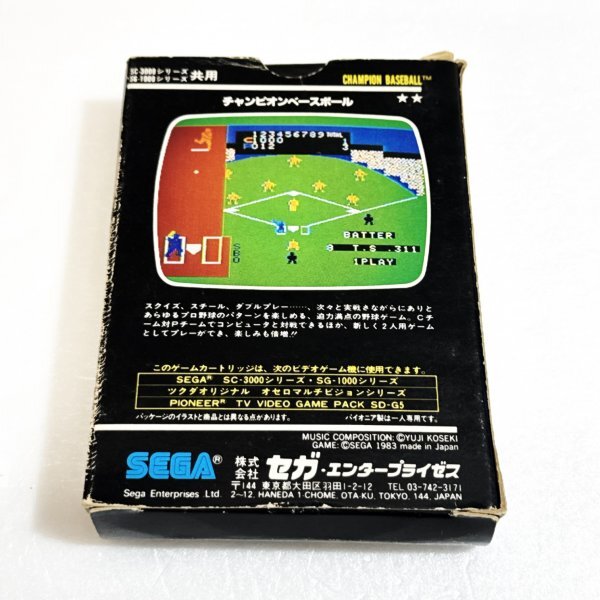 SC-3000シリーズ
SG-1000シリーズ 共用
CHAMPION BASEBALL™
★★
チャンピオンベースボール
123456789 TOTAL
BATTER
T.S .311
1PLAY
SBO
スクイズ、スチール、ダブルプレー……、次々と実戦さながらにありと
あらゆるプロ野球のパターンを楽しめる、迫力満点の野球ゲーム。Cチ
ーム対Pチームでコンピュータと対戦できるほか、新しく2人用ゲーム
としてプレーができ、楽しみも倍増!!
このゲームカートリッジは、次のビデオゲーム機に使用できます。
SEGA® SC-3000シリーズ・SG-1000シリーズ
ツクダオリジナル オセロマルチビジョンシリーズ
PIONEER® TV VIDEO GAME PACK SD-G5
パッケージのイラストと商品とは異なる点があります。 パイオニア製は一人専用です。
MUSIC COMPOSITION: ©YUJI KOSEKI
GAME: ©SEGA 1983 made in Japan
SEGA®
Sega Enterprises Ltd.
株式会社 セガ・エンタープライゼス
〒144 東京都大田区羽田1-2-12 TEL 03-742-3171
2-12, HANEDA 1 CHOME, OTA-KU, TOKYO, 144, JAPAN